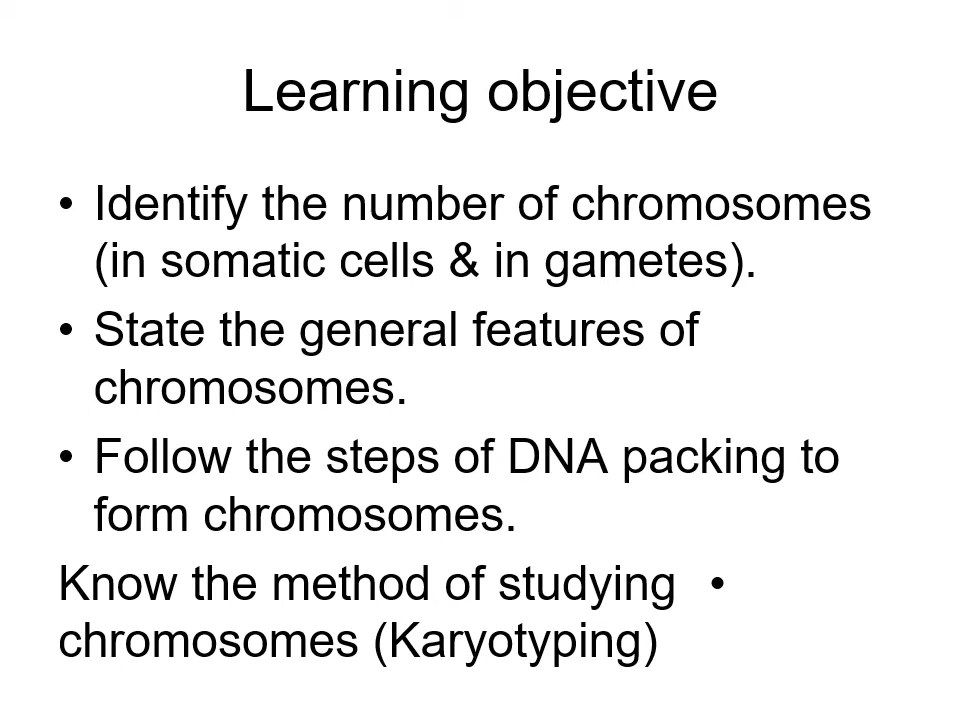 Learning objective
• Identify the number of chromosomes
(in somatic cells & in gametes).
• State the general features of
chromosomes.
• Follow the steps of DNA packing to
form chromosomes.
Know the method of studying •
chromosomes (Karyotyping)